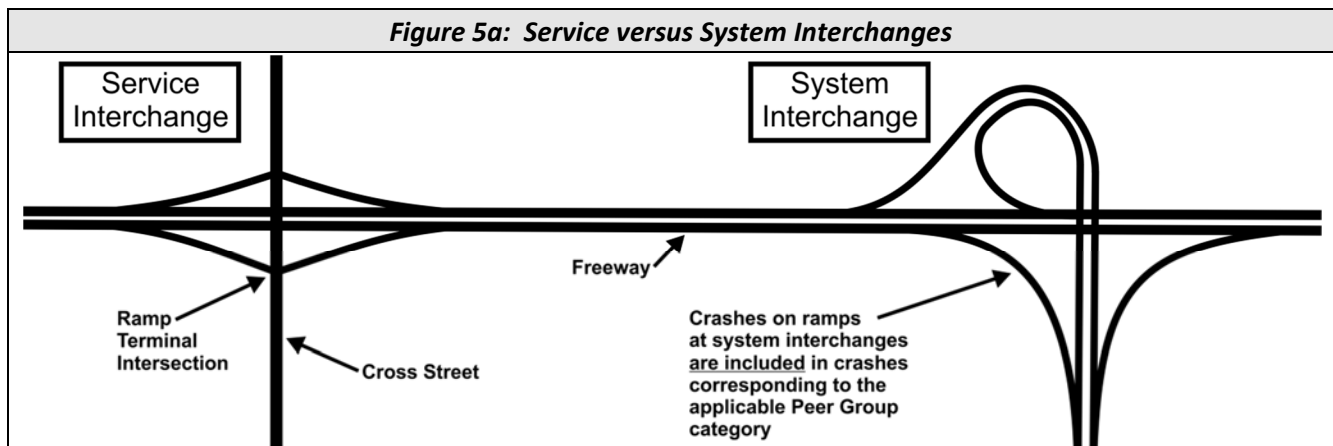 Figure 5a: Service versus System Interchanges
Service
Interchange
System
Interchange
Freeway
Ramp
Terminal
Intersection
Cross Street
Crashes on ramps
at system interchanges
are included in crashes
corresponding to the
applicable Peer Group
category